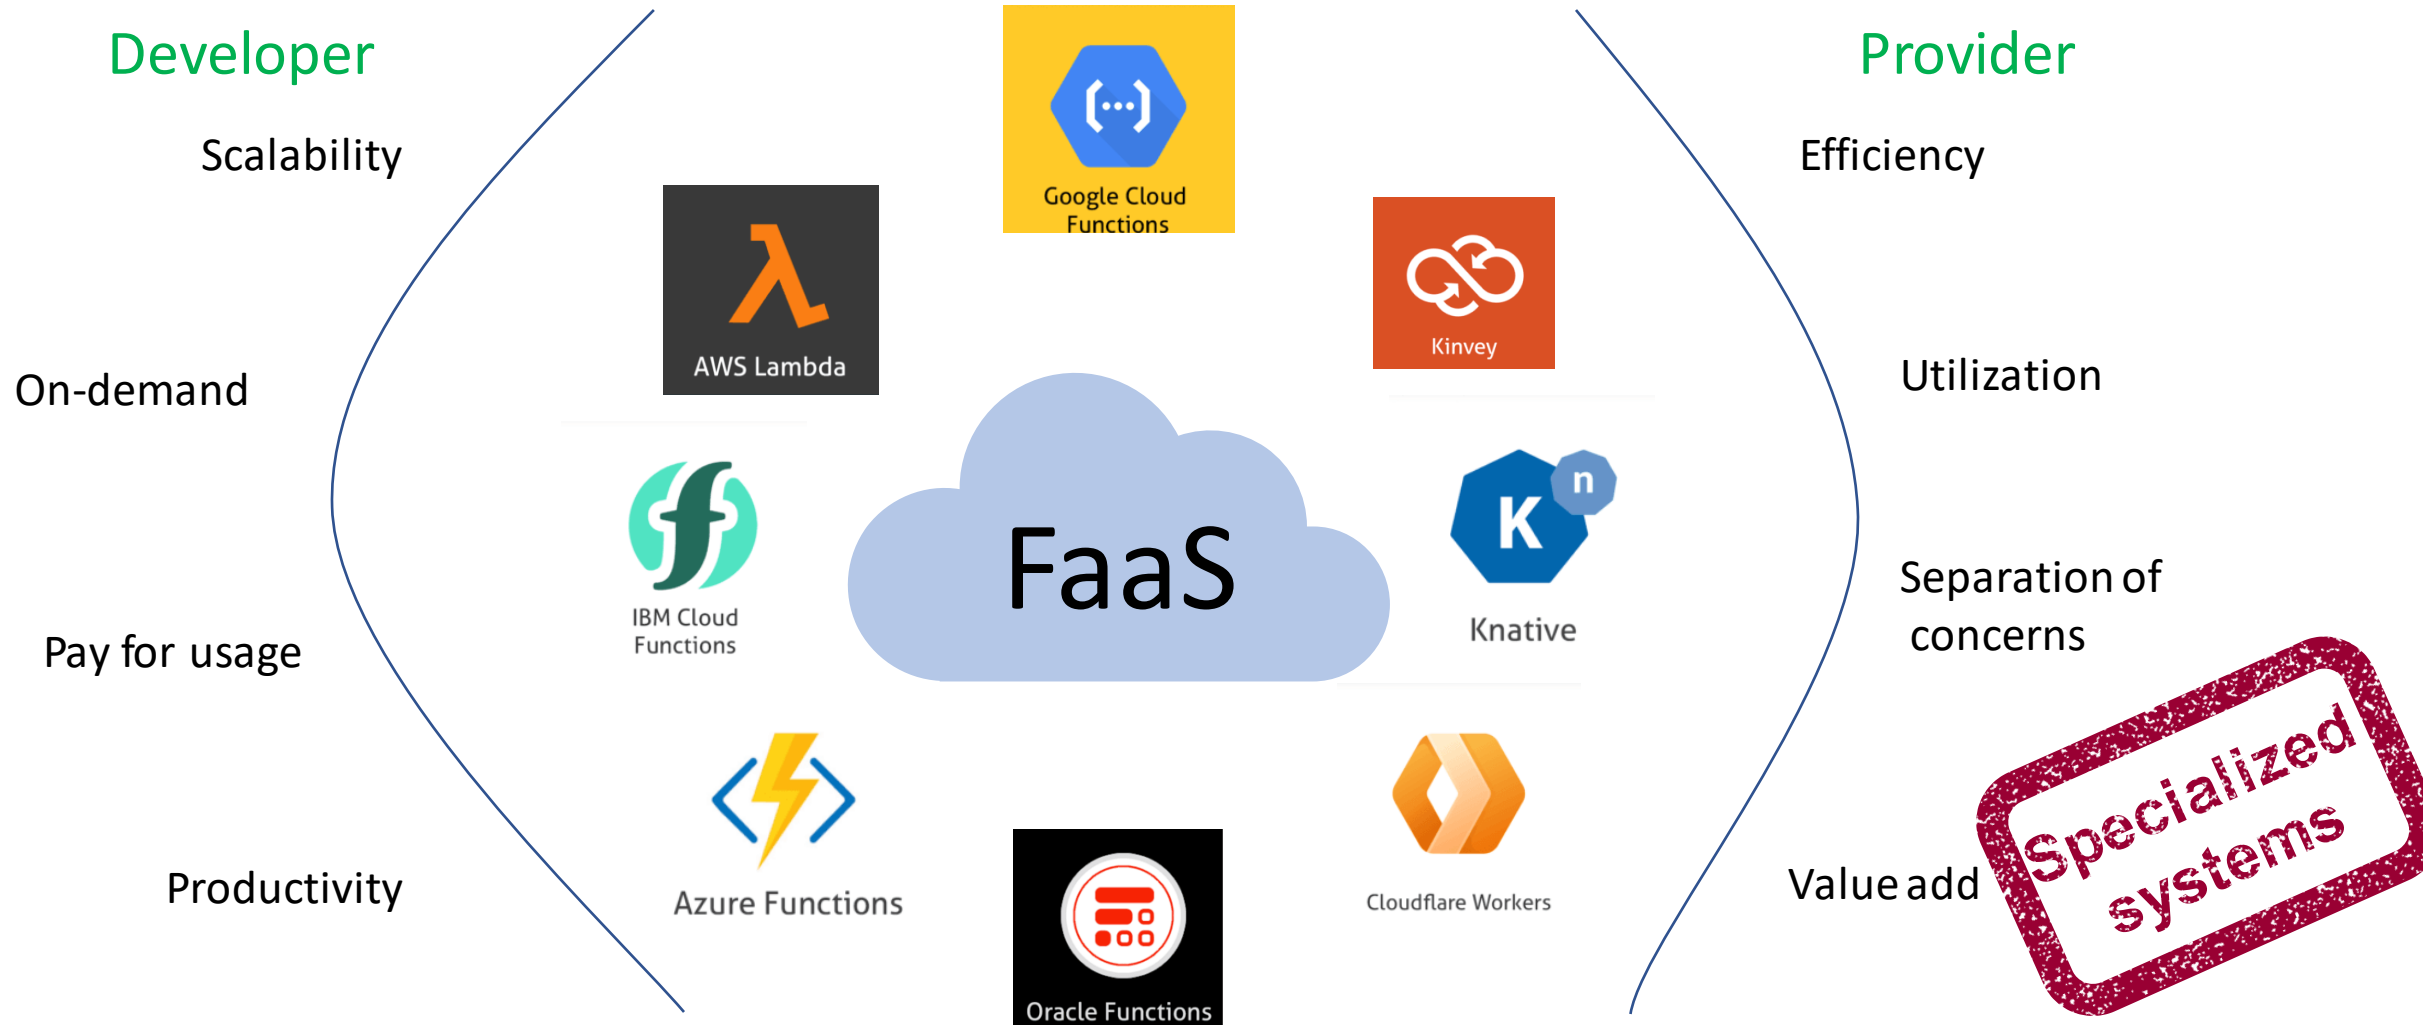 Developer
Scalability
On-demand
Pay for usage
Productivity
Google Cloud
Functions
AWS Lambda
Kinvey
IBM Cloud
Functions
FaaS
K
n
Knative
Azure Functions
Cloudflare Workers
Oracle Functions
Provider
Efficiency
Utilization
Separation of
concerns
Value add
Specialized
systems